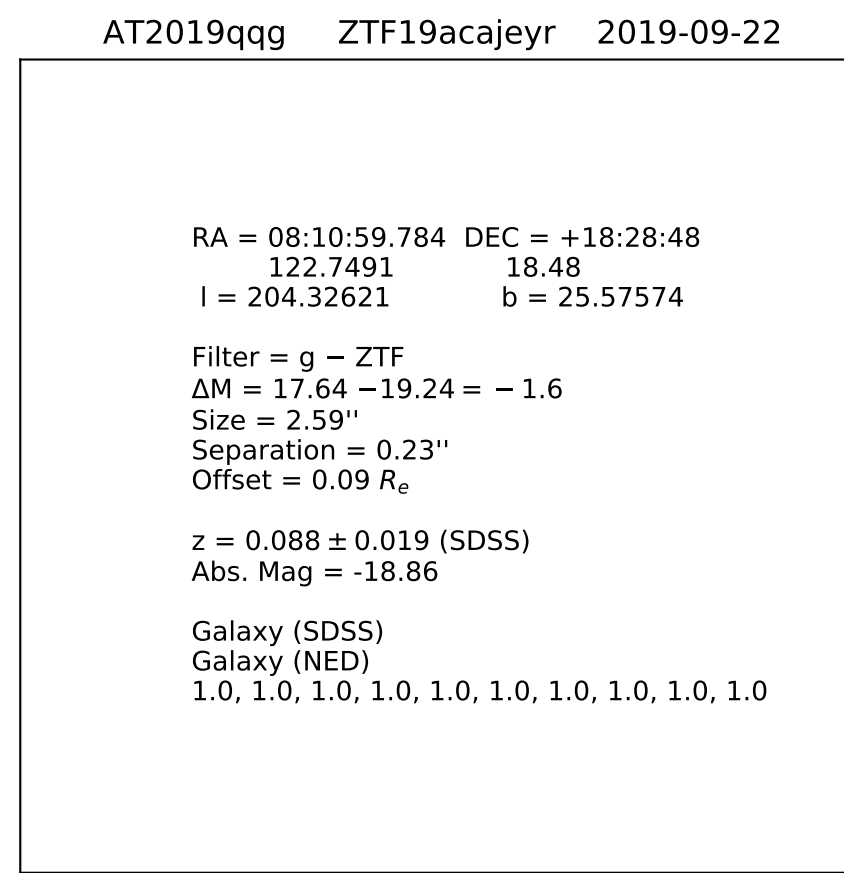 AT2019qqg ZTF19acajeyr 2019-09-22
RA = 08:10:59.784 DEC = +18:28:48
122.7491 18.48
l = 204.32621 b = 25.57574
Filter = g − ZTF
ΔM = 17.64 −19.24 = − 1.6
Size = 2.59''
Separation = 0.23''
Offset = 0.09 Rₑ
z = 0.088 ± 0.019 (SDSS)
Abs. Mag = -18.86
Galaxy (SDSS)
Galaxy (NED)
1.0, 1.0, 1.0, 1.0, 1.0, 1.0, 1.0, 1.0, 1.0, 1.0